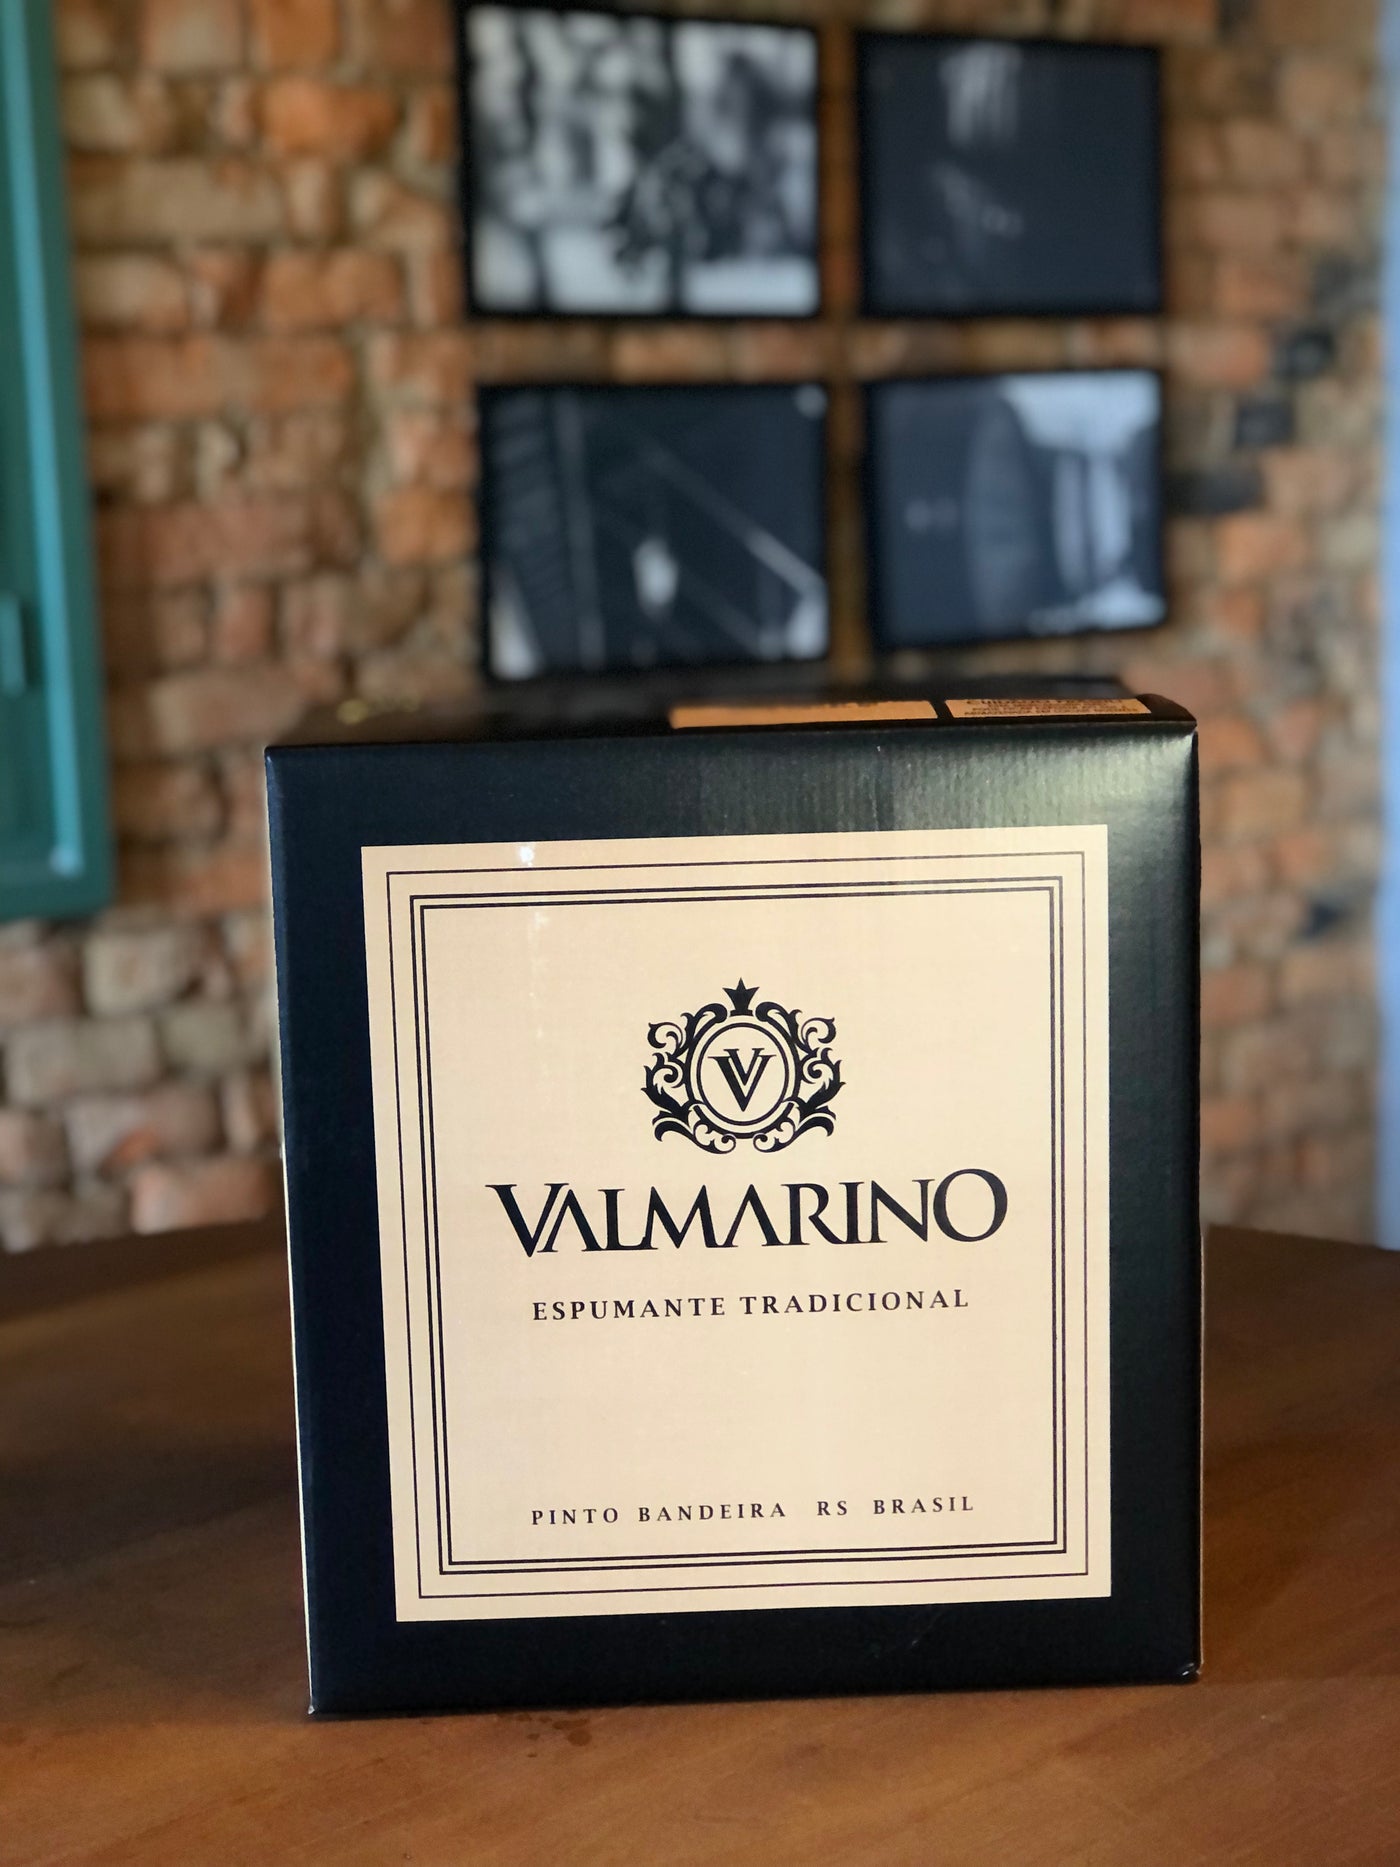 VALMARINO
ESPUMANTE TRADICIONAL
PINTO BANDEIRA RS BRASIL